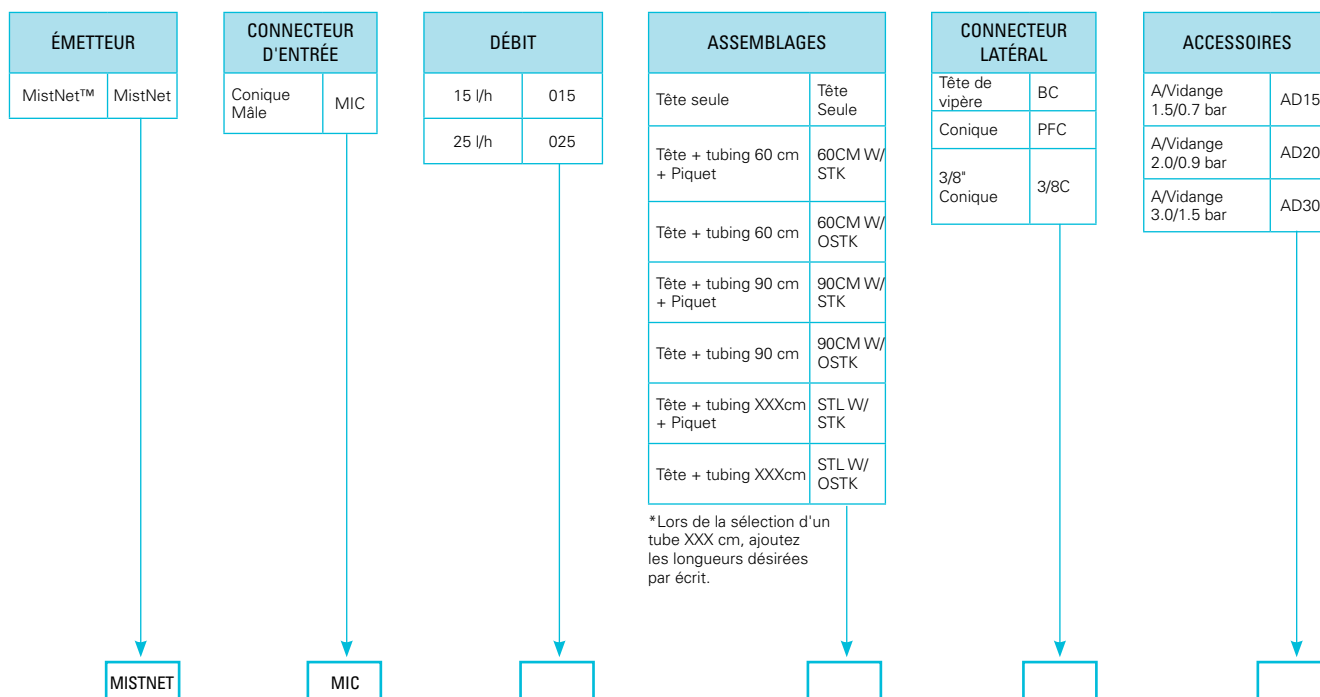 ÉMETTEUR
MistNet™ MistNet
CONNECTEUR
D'ENTRÉE
Conique
Mâle
MIC
DÉBIT
15 l/h 015
25 l/h 025
ASSEMBLAGES
Tête seule
Tête
Seule
Tête + tubing 60 cm
+ Piquet
60CM W/
STK
Tête + tubing 60 cm
60CM W/
OSTK
Tête + tubing 90 cm
+ Piquet
90CM W/
STK
Tête + tubing 90 cm
90CM W/
OSTK
Tête + tubing XXXcm
+ Piquet
STL W/
STK
Tête + tubing XXXcm
STL W/
OSTK
*Lors de la sélection d'un
tube XXX cm, ajoutez
les longueurs désirées
par écrit.
CONNECTEUR
LATÉRAL
Tête de
vipère
BC
Conique PFC
3/8"
Conique
3/8C
ACCESSOIRES
A/Vidange
1.5/0.7 bar
AD15
A/Vidange
2.0/0.9 bar
AD20
A/Vidange
3.0/1.5 bar
AD30
MISTNET
MIC